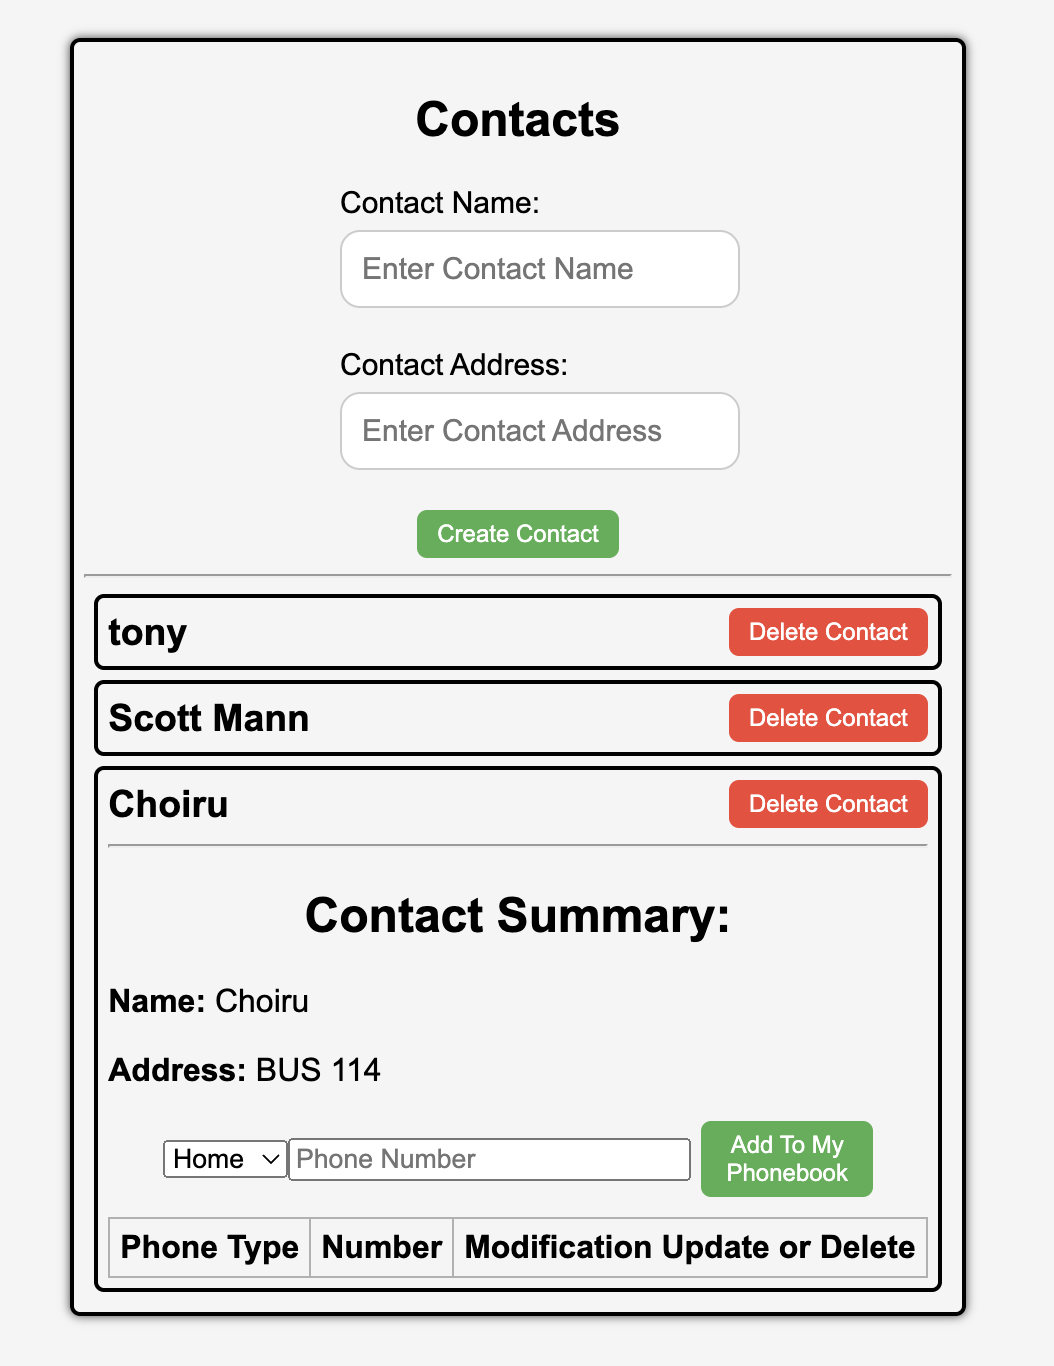 Contacts
Contact Name:
Enter Contact Name
Contact Address:
Enter Contact Address
Create Contact
tony
Delete Contact
Scott Mann
Delete Contact
Choiru
Delete Contact
Contact Summary:
Name: Choiru
Address: BUS 114
Home
Phone Number
Add To My
Phonebook
Phone Type
Number
Modification Update or Delete